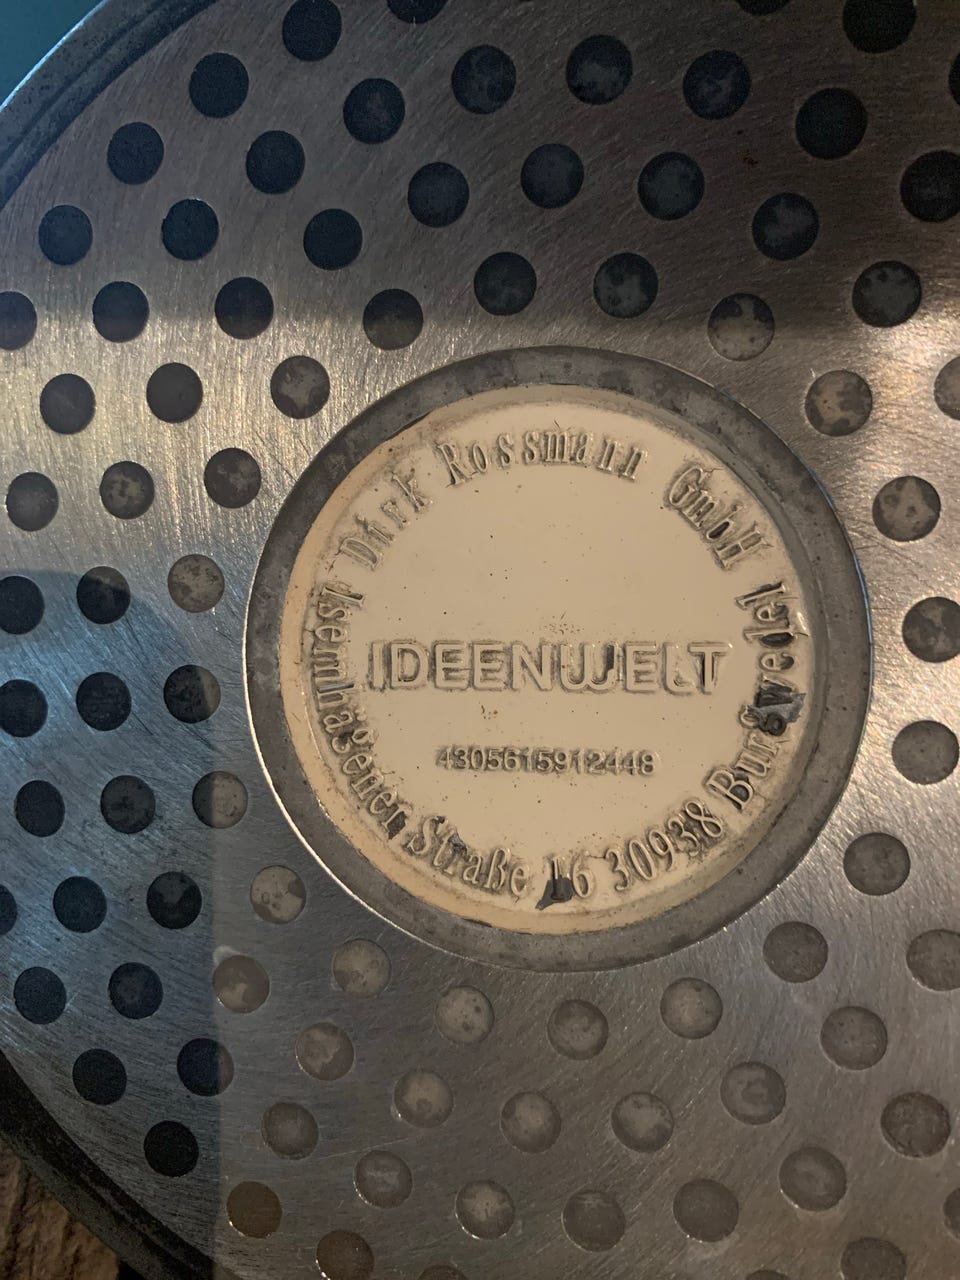 Dirk Rossmann GmbH
IDEENWELT
4305615912448
Isernhägener Straße 16 30938 Burgwedel